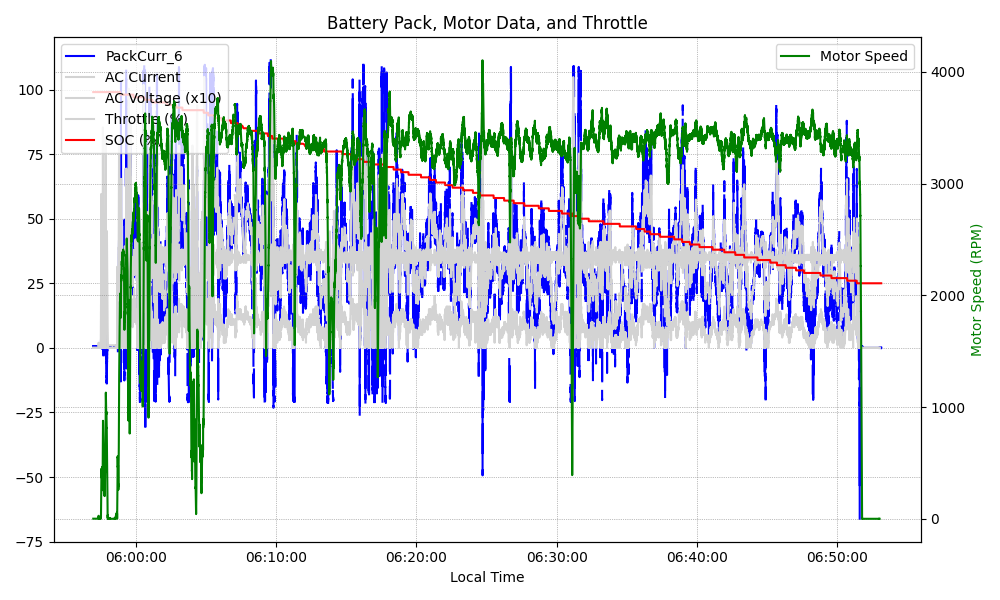 Battery Pack, Motor Data, and Throttle
PackCurr_6
AC Current
AC Voltage (x10)
Throttle (%)
SOC (%)
Motor Speed
100
75
50
25
0
−25
−50
−75
4000
3000
2000
1000
0
Motor Speed (RPM)
06:00:00
06:10:00
06:20:00
06:30:00
06:40:00
06:50:00
Local Time